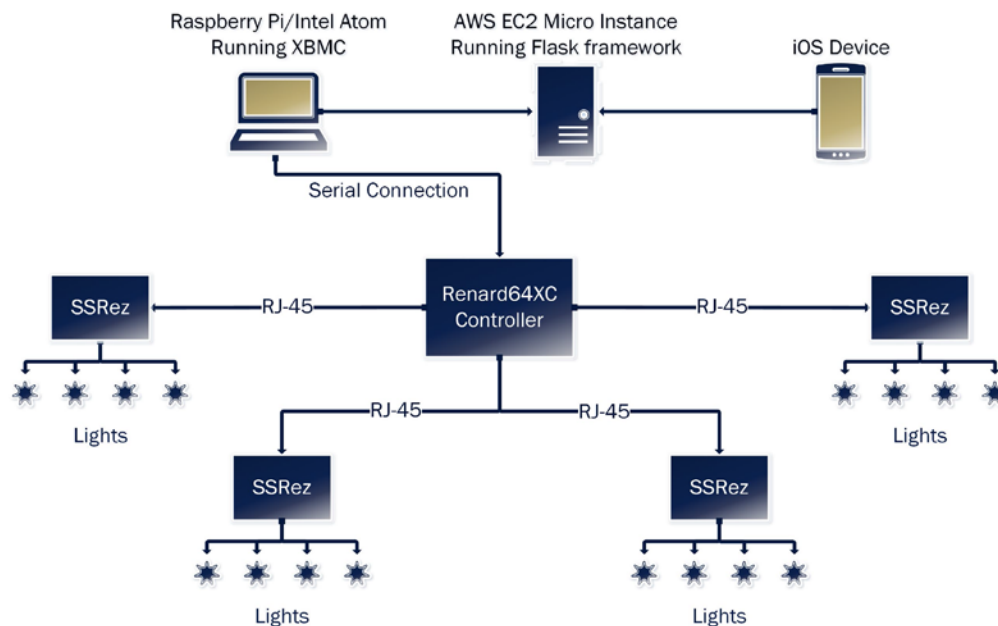 Raspberry Pi/Intel Atom
Running XBMC
AWS EC2 Micro Instance
Running Flask framework
iOS Device
Serial Connection
Renard64XC
Controller
SSRez
RJ-45
RJ-45
SSRez
Lights
Lights
RJ-45
RJ-45
SSRez
SSRez
Lights
Lights